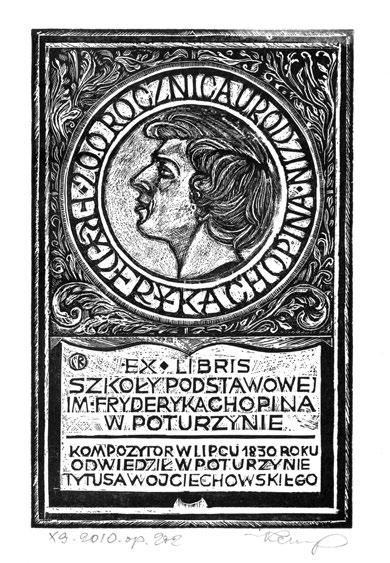 200 ROCZNICA URODZIN
FRYDERYKA CHOPINA
EX LIBRIS
SZKOŁY PODSTAWOWEJ
IM·FRYDERYKA CHOPINA
W POTURZYNIE
KOMPOZYTOR W LIPCU 1830 ROKU
ODWIEDZIŁ W POTURZYNIE
TYTUSA WOJCIECHOWSKIEGO
X3. 2010. op. 272